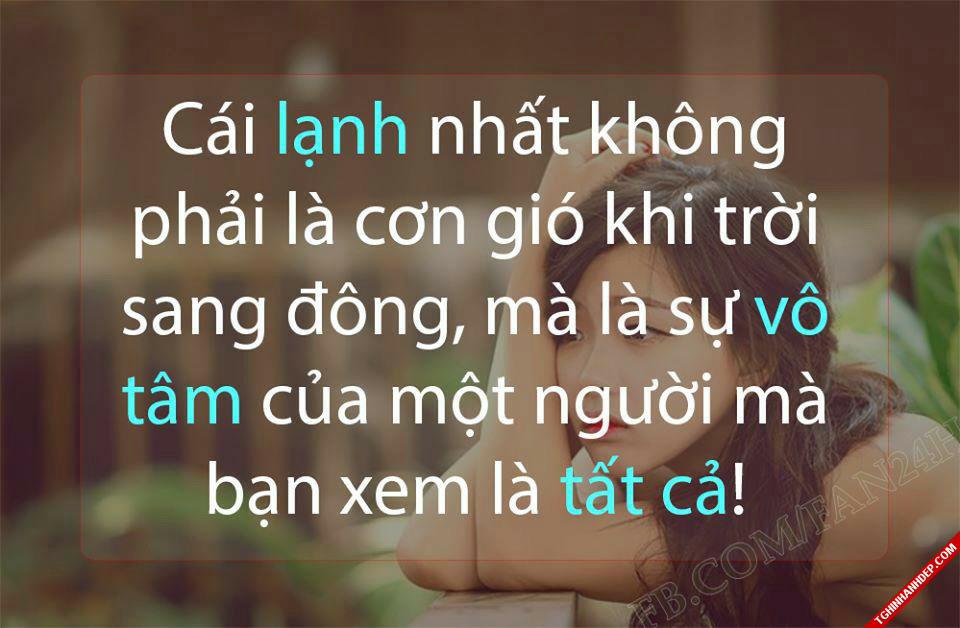 Cái lạnh nhất không
phải là cơn gió khi trời
sang đông, mà là sự vô
tâm của một người mà
bạn xem là tất cả!
FB.COM/FAN24H
TGHINHANHDEP.COM